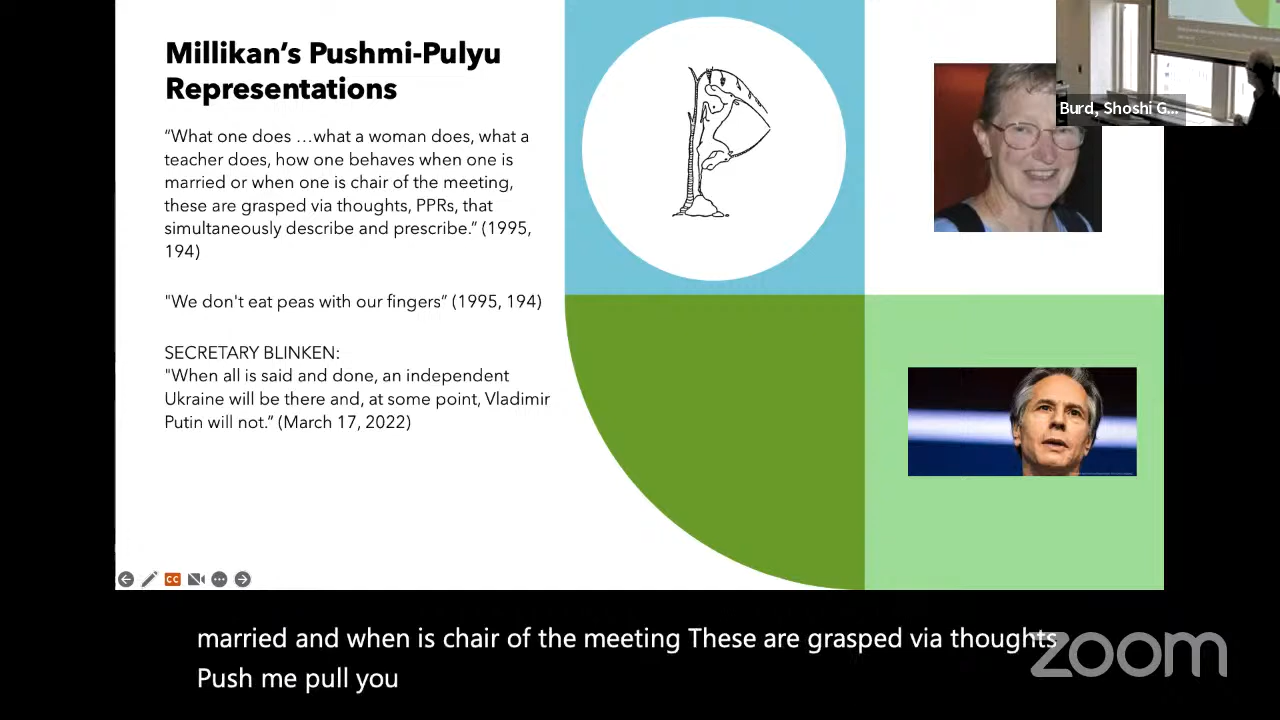 Millikan’s Pushmi-Pulyu
Representations
“What one does …what a woman does, what a
teacher does, how one behaves when one is
married or when one is chair of the meeting,
these are grasped via thoughts, PPRs, that
simultaneously describe and prescribe.” (1995,
194)
"We don't eat peas with our fingers” (1995, 194)
SECRETARY BLINKEN:
"When all is said and done, an independent
Ukraine will be there and, at some point, Vladimir
Putin will not.” (March 17, 2022)
Burd, Shoshi G...
CC
married and when is chair of the meeting These are grasped via thoughts
Push me pull you
zoom